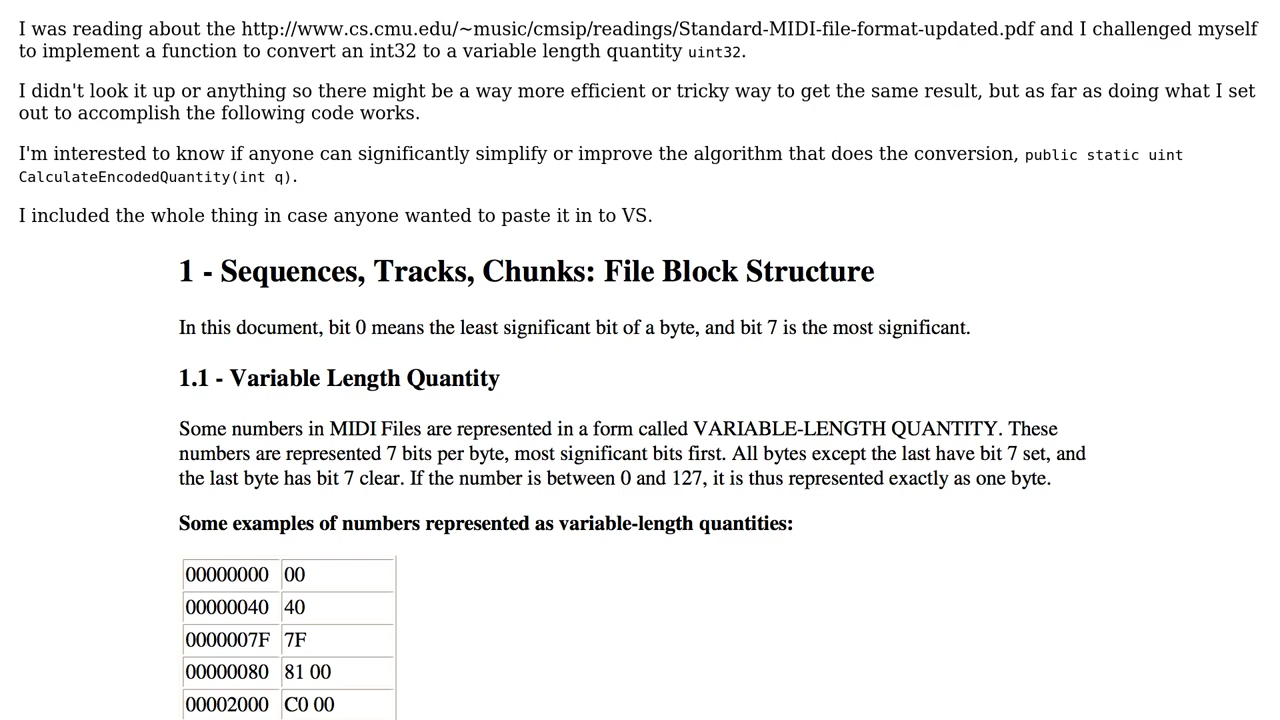 I was reading about the http://www.cs.cmu.edu/~music/cmsip/readings/Standard-MIDI-file-format-updated.pdf and I challenged myself
to implement a function to convert an int32 to a variable length quantity uint32.
I didn't look it up or anything so there might be a way more efficient or tricky way to get the same result, but as far as doing what I set
out to accomplish the following code works.
I'm interested to know if anyone can significantly simplify or improve the algorithm that does the conversion, public static uint
CalculateEncodedQuantity(int q).
I included the whole thing in case anyone wanted to paste it in to VS.
1 - Sequences, Tracks, Chunks: File Block Structure
In this document, bit 0 means the least significant bit of a byte, and bit 7 is the most significant.
1.1 - Variable Length Quantity
Some numbers in MIDI Files are represented in a form called VARIABLE-LENGTH QUANTITY. These
numbers are represented 7 bits per byte, most significant bits first. All bytes except the last have bit 7 set, and
the last byte has bit 7 clear. If the number is between 0 and 127, it is thus represented exactly as one byte.
Some examples of numbers represented as variable-length quantities:
00000000 00
00000040 40
0000007F 7F
00000080 81 00
00002000 C0 00